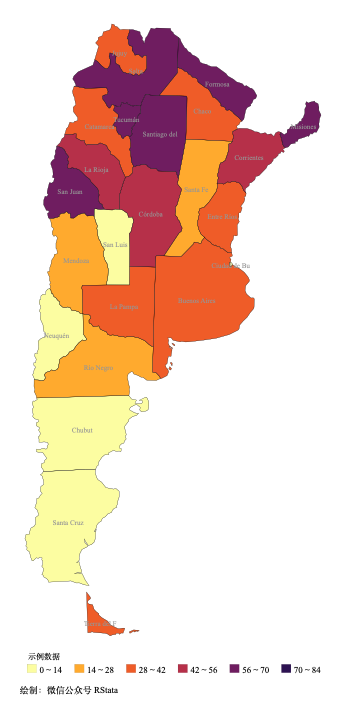 Jujuy
Salta
Formosa
Chaco
Catamarca
Tucumán
Santiago del
Misiones
Corrientes
La Rioja
Santa Fe
San Juan
Córdoba
Entre Ríos
San Luis
Mendoza
Ciudad de Bu
Buenos Aires
La Pampa
Neuquén
Río Negro
Chubut
Santa Cruz
Tierra del F
示例数据
0 ~ 14 14 ~ 28 28 ~ 42 42 ~ 56 56 ~ 70 70 ~ 84
绘制：微信公众号 RStata